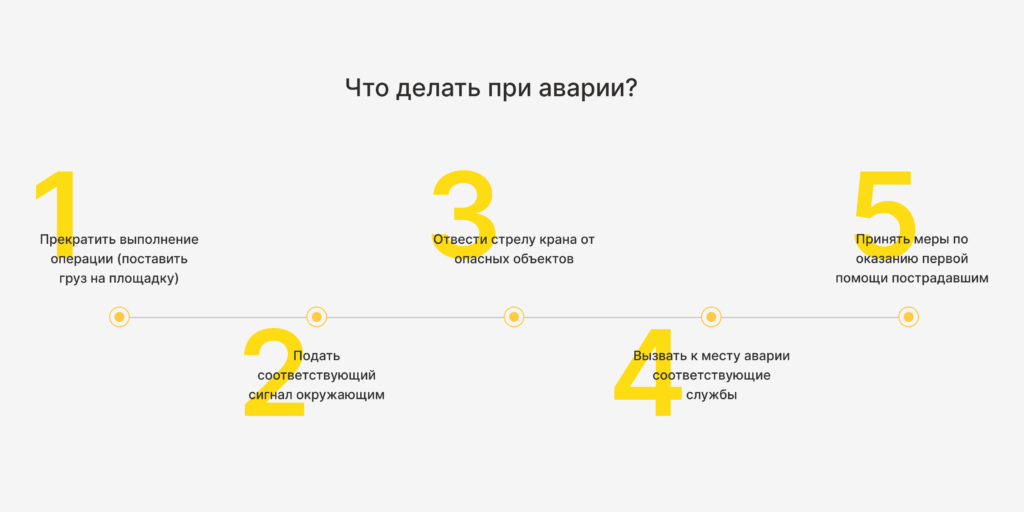 Что делать при аварии?
1
Прекратить выполнение
операции (поставить
груз на площадку)
2
Подать
соответствующий
сигнал окружающим
3
Отвести стрелу крана от
опасных объектов
4
Вызвать к месту аварии
соответствующие
службы
5
Принять меры по
оказанию первой
помощи пострадавшим